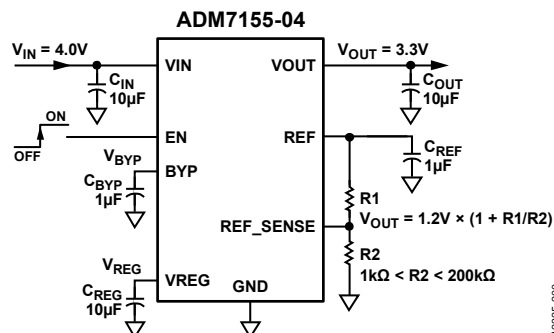 ADM7155-04
VIN = 4.0V
CIN
10µF
VIN
VOUT
VOUT = 3.3V
COUT
10µF
ON
OFF
EN
REF
CREF
1µF
VBYP
BYP
CBYP
1µF
R1
REF_SENSE
VOUT = 1.2V × (1 + R1/R2)
R2
1kΩ < R2 < 200kΩ
VREG
VREG
CREG
10µF
GND